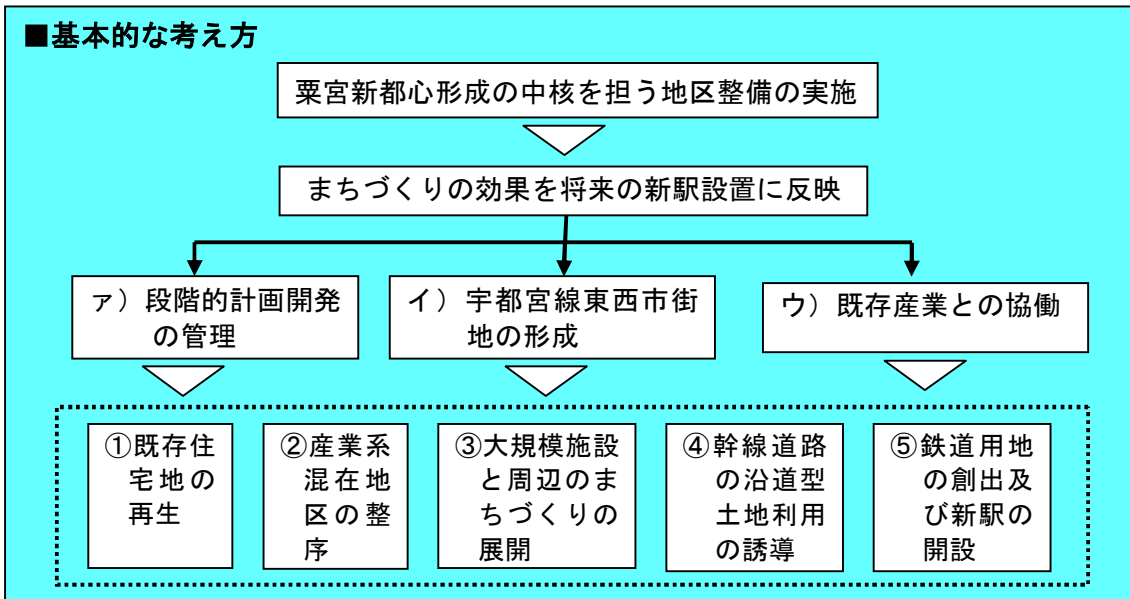 ■基本的な考え方
粟宮新都心形成の中核を担う地区整備の実施
まちづくりの効果を将来の新駅設置に反映
ァ）段階的計画開発
の管理
イ）宇都宮線東西市街
地の形成
ウ）既存産業との協働
①既存住
宅地の
再生
②産業系
混在地
区の整
序
③大規模施設
と周辺のま
ちづくりの
展開
④幹線道路
の沿道型
土地利用
の誘導
⑤鉄道用地
の創出及
び新駅の
開設